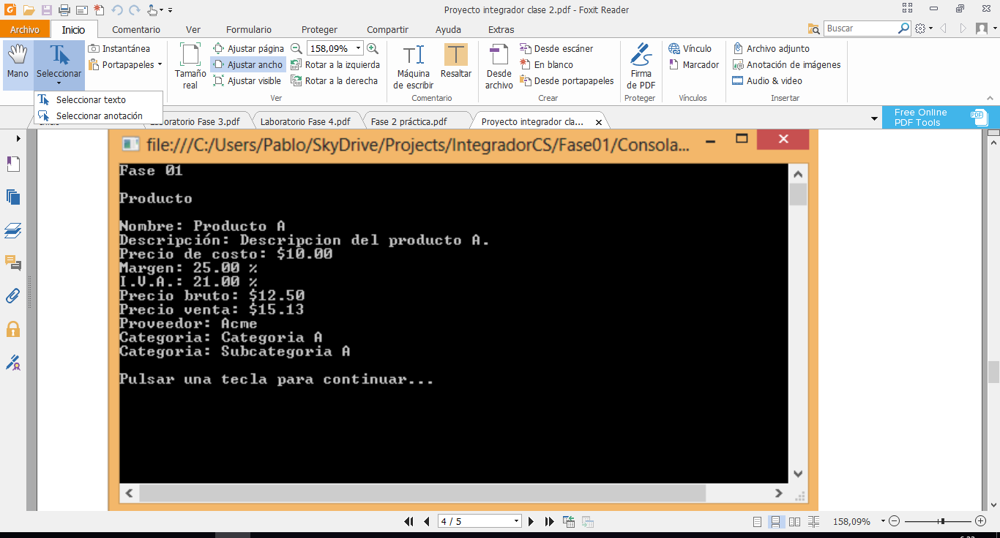 Proyecto integrador clase 2.pdf - Foxit Reader
Archivo Inicio Comentario Ver Formulario Proteger Compartir Ayuda Extras Buscar
Mano
Seleccionar
Instantánea
Portapapeles
Seleccionar texto
Seleccionar anotación
Tamaño real
Ajustar página
Ajustar ancho
Ajustar visible
158,09%
Rotar a la izquierda
Rotar a la derecha
Ver
Máquina de escribir
Resaltar
Comentario
Desde archivo
Desde escáner
En blanco
Desde portapapeles
Crear
Firma de PDF
Proteger
Vínculo
Marcador
Vínculos
Archivo adjunto
Anotación de imágenes
Audio & video
Insertar
Laboratorio Fase 3.pdf Laboratorio Fase 4.pdf Fase 2 práctica.pdf Proyecto integrador cla...
Free Online
PDF Tools
PDF
file:///C:/Users/Pablo/SkyDrive/Projects/IntegradorCS/Fase01/Consola...
Fase 01
Producto
Nombre: Producto A
Descripción: Descripcion del producto A.
Precio de costo: $10.00
Margen: 25.00 %
I.V.A.: 21.00 %
Precio bruto: $12.50
Precio venta: $15.13
Proveedor: Acme
Categoria: Categoria A
Categoria: Subcategoria A
Pulsar una tecla para continuar...
4 / 5
158,09%